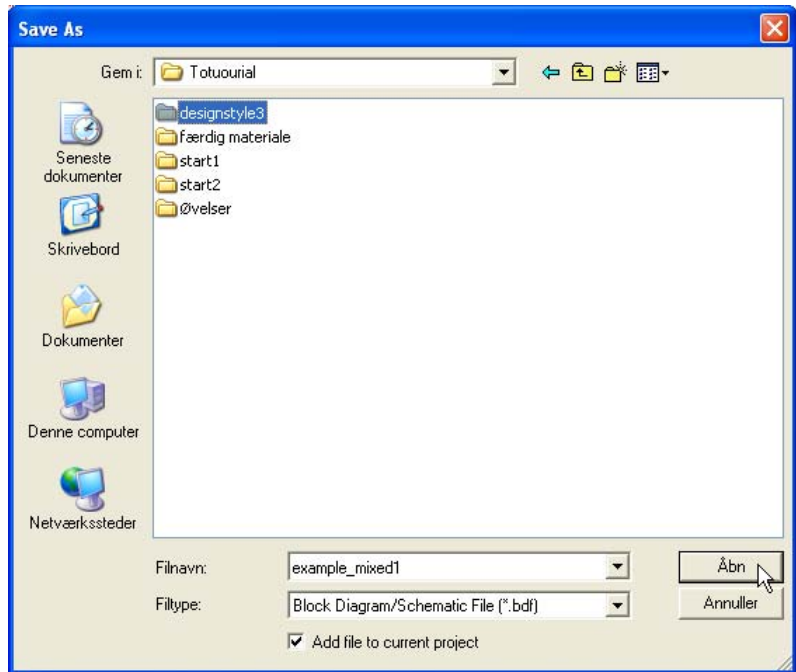 Save As
Gem i:
Totuourial
Seneste
dokumenter
Skrivebord
Dokumenter
Denne computer
Netværkssteder
designstyle3
færdig materiale
start1
start2
Øvelser
Filnavn:
example_mixed1
Åbn
Filtype:
Block Diagram/Schematic File (*.bdf)
Annuller
Add file to current project